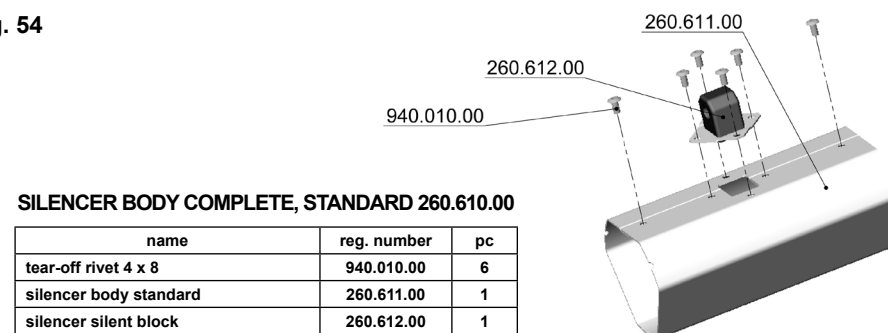 . 54
260.611.00
260.612.00
940.010.00
SILENCER BODY COMPLETE, STANDARD 260.610.00
name reg. number pc
tear-off rivet 4 x 8 940.010.00 6
silencer body standard 260.611.00 1
silencer silent block 260.612.00 1